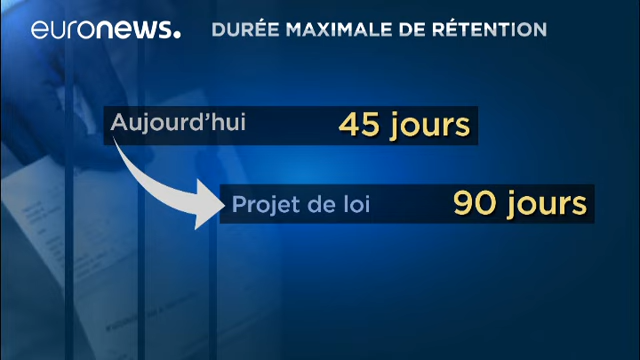 euronews.
DURÉE MAXIMALE DE RÉTENTION
Aujourd'hui 45 jours
Projet de loi 90 jours